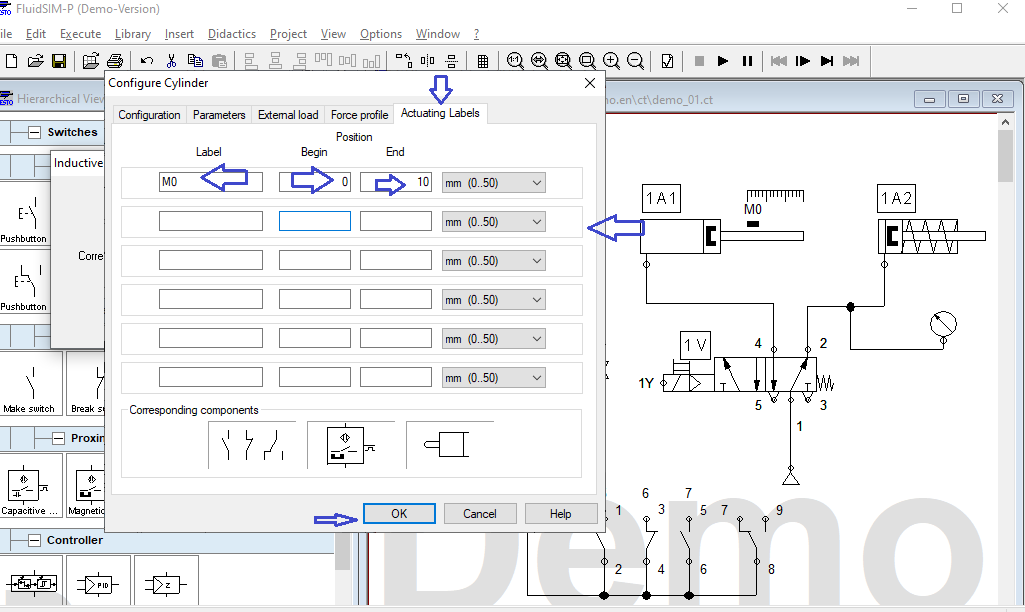 FluidSIM-P (Demo-Version)
Edit Execute Library Insert Didactics Project View Options Window ?
Hierarchical View
no.en\ct\demo_01.ct
Configure Cylinder
Configuration Parameters External load Force profile Actuating Labels
Position
Label Begin End
M0 0 10 mm (0..50)
mm (0..50)
mm (0..50)
mm (0..50)
mm (0..50)
mm (0..50)
Corresponding components
OK Cancel Help
Switches
Inductive
Pushbutton
Corre
Pushbutton
Make switch Break s
Proxin
Capacitive ... Magnetic
Controller
PID
Z
1A1
M0
1A2
1 V
4 2
1Y
5 3
1
6 7
1 3 5 7 9
2 4 6 8
Demo